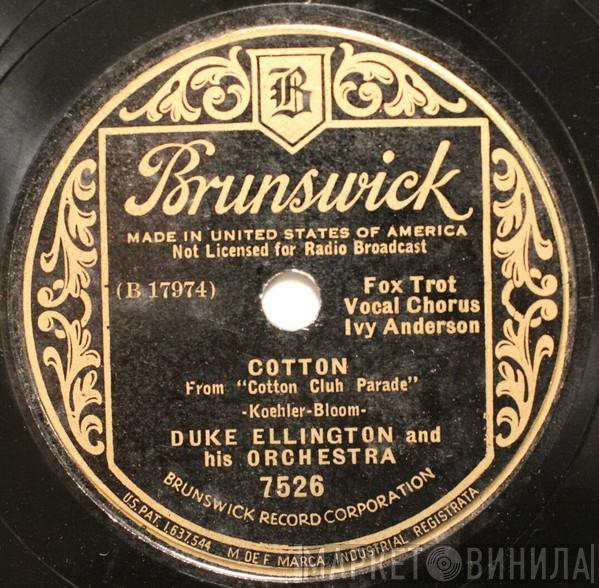 B
Brunswick
MADE IN UNITED STATES OF AMERICA
Not Licensed for Radio Broadcast
(B 17974)
Fox Trot
Vocal Chorus
Ivy Anderson
COTTON
From "Cotton Club Parade"
-Koehler-Bloom-
DUKE ELLINGTON and
his ORCHESTRA
7526
BRUNSWICK RECORD CORPORATION
U.S. PAT. 1,637,544 M DE F MARCA INDUSTRIAL REGISTRATA
МАРКЕТ ВИНИЛА